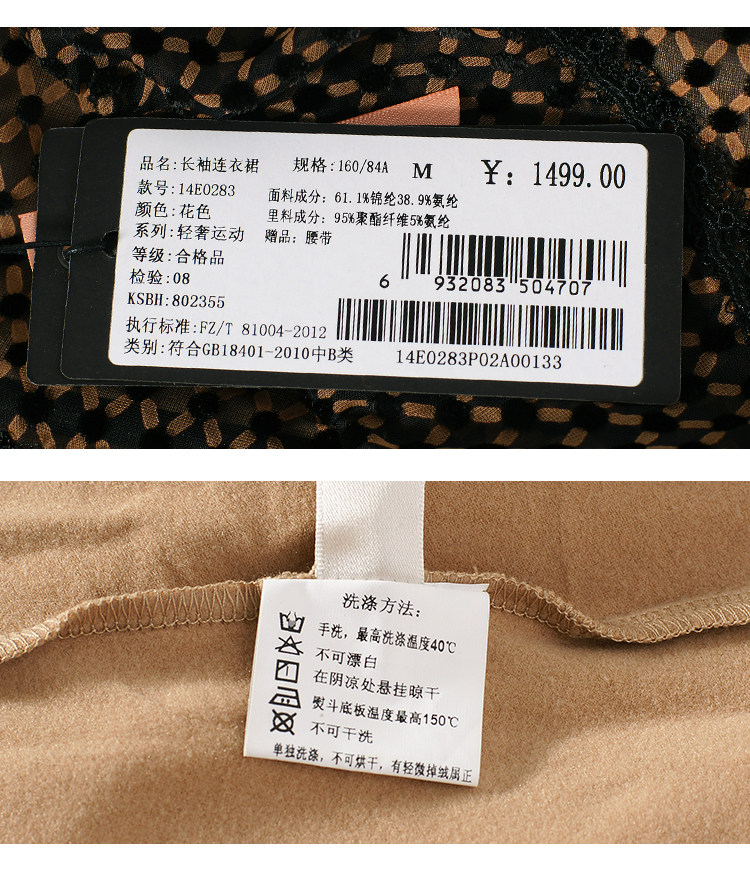 品名:长袖连衣裙 规格:160/84A M ¥: 1499.00
款号:14E0283 面料成分: 61.1%锦纶38.9%氨纶
颜色:花色 里料成分: 95%聚酯纤维5%氨纶
系列:轻奢运动 赠品: 腰带
等级:合格品
检验:08 6 932083 504707
KSBH:802355
执行标准:FZ/T 81004-2012
类别:符合GB18401-2010中B类 14E0283P02A00133
洗涤方法:
手洗，最高洗涤温度40℃
不可漂白
在阴凉处悬挂晾干
熨斗底板温度最高150℃
不可干洗
单独洗涤，不可烘干，有轻微掉绒属正